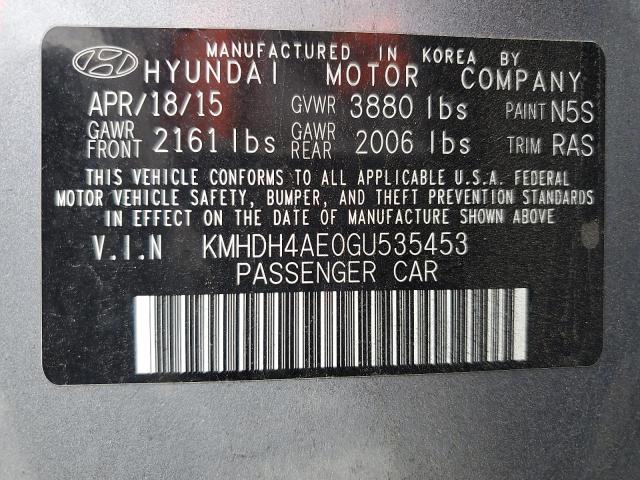 MANUFACTURED IN KOREA BY
HYUNDAI MOTOR COMPANY
APR/18/15 GVWR 3880 lbs PAINT N5S
GAWR FRONT 2161 lbs GAWR REAR 2006 lbs TRIM RAS
THIS VEHICLE CONFORMS TO ALL APPLICABLE U.S.A. FEDERAL
MOTOR VEHICLE SAFETY, BUMPER, AND THEFT PREVENTION STANDARDS
IN EFFECT ON THE DATE OF MANUFACTURE SHOWN ABOVE
V.I.N KMHDH4AE0GU535453
PASSENGER CAR